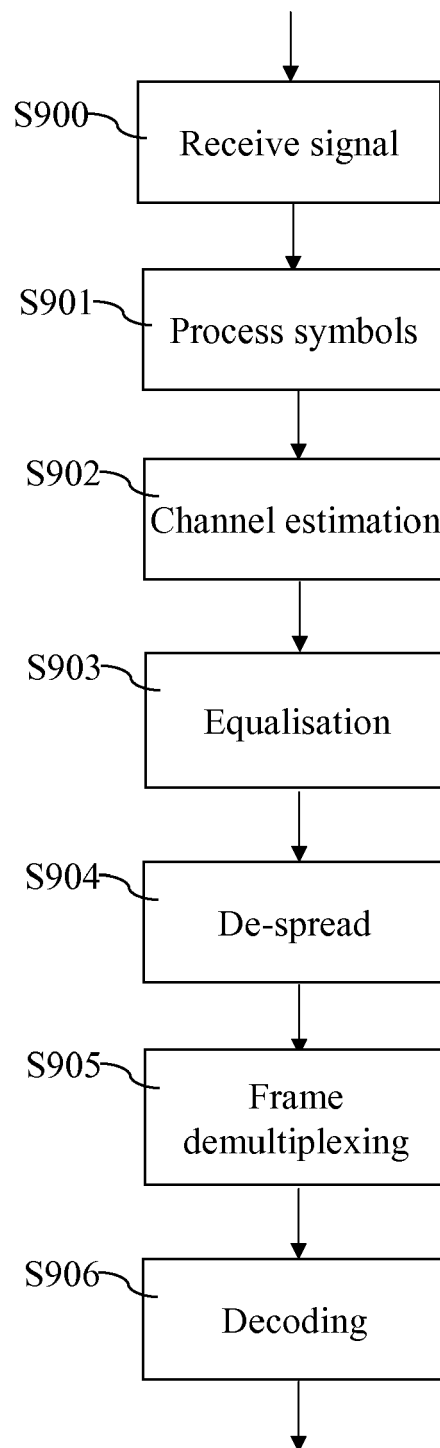 S900
Receive signal
S901
Process symbols
S902
Channel estimation
S903
Equalisation
S904
De-spread
S905
Frame
demultiplexing
S906
Decoding